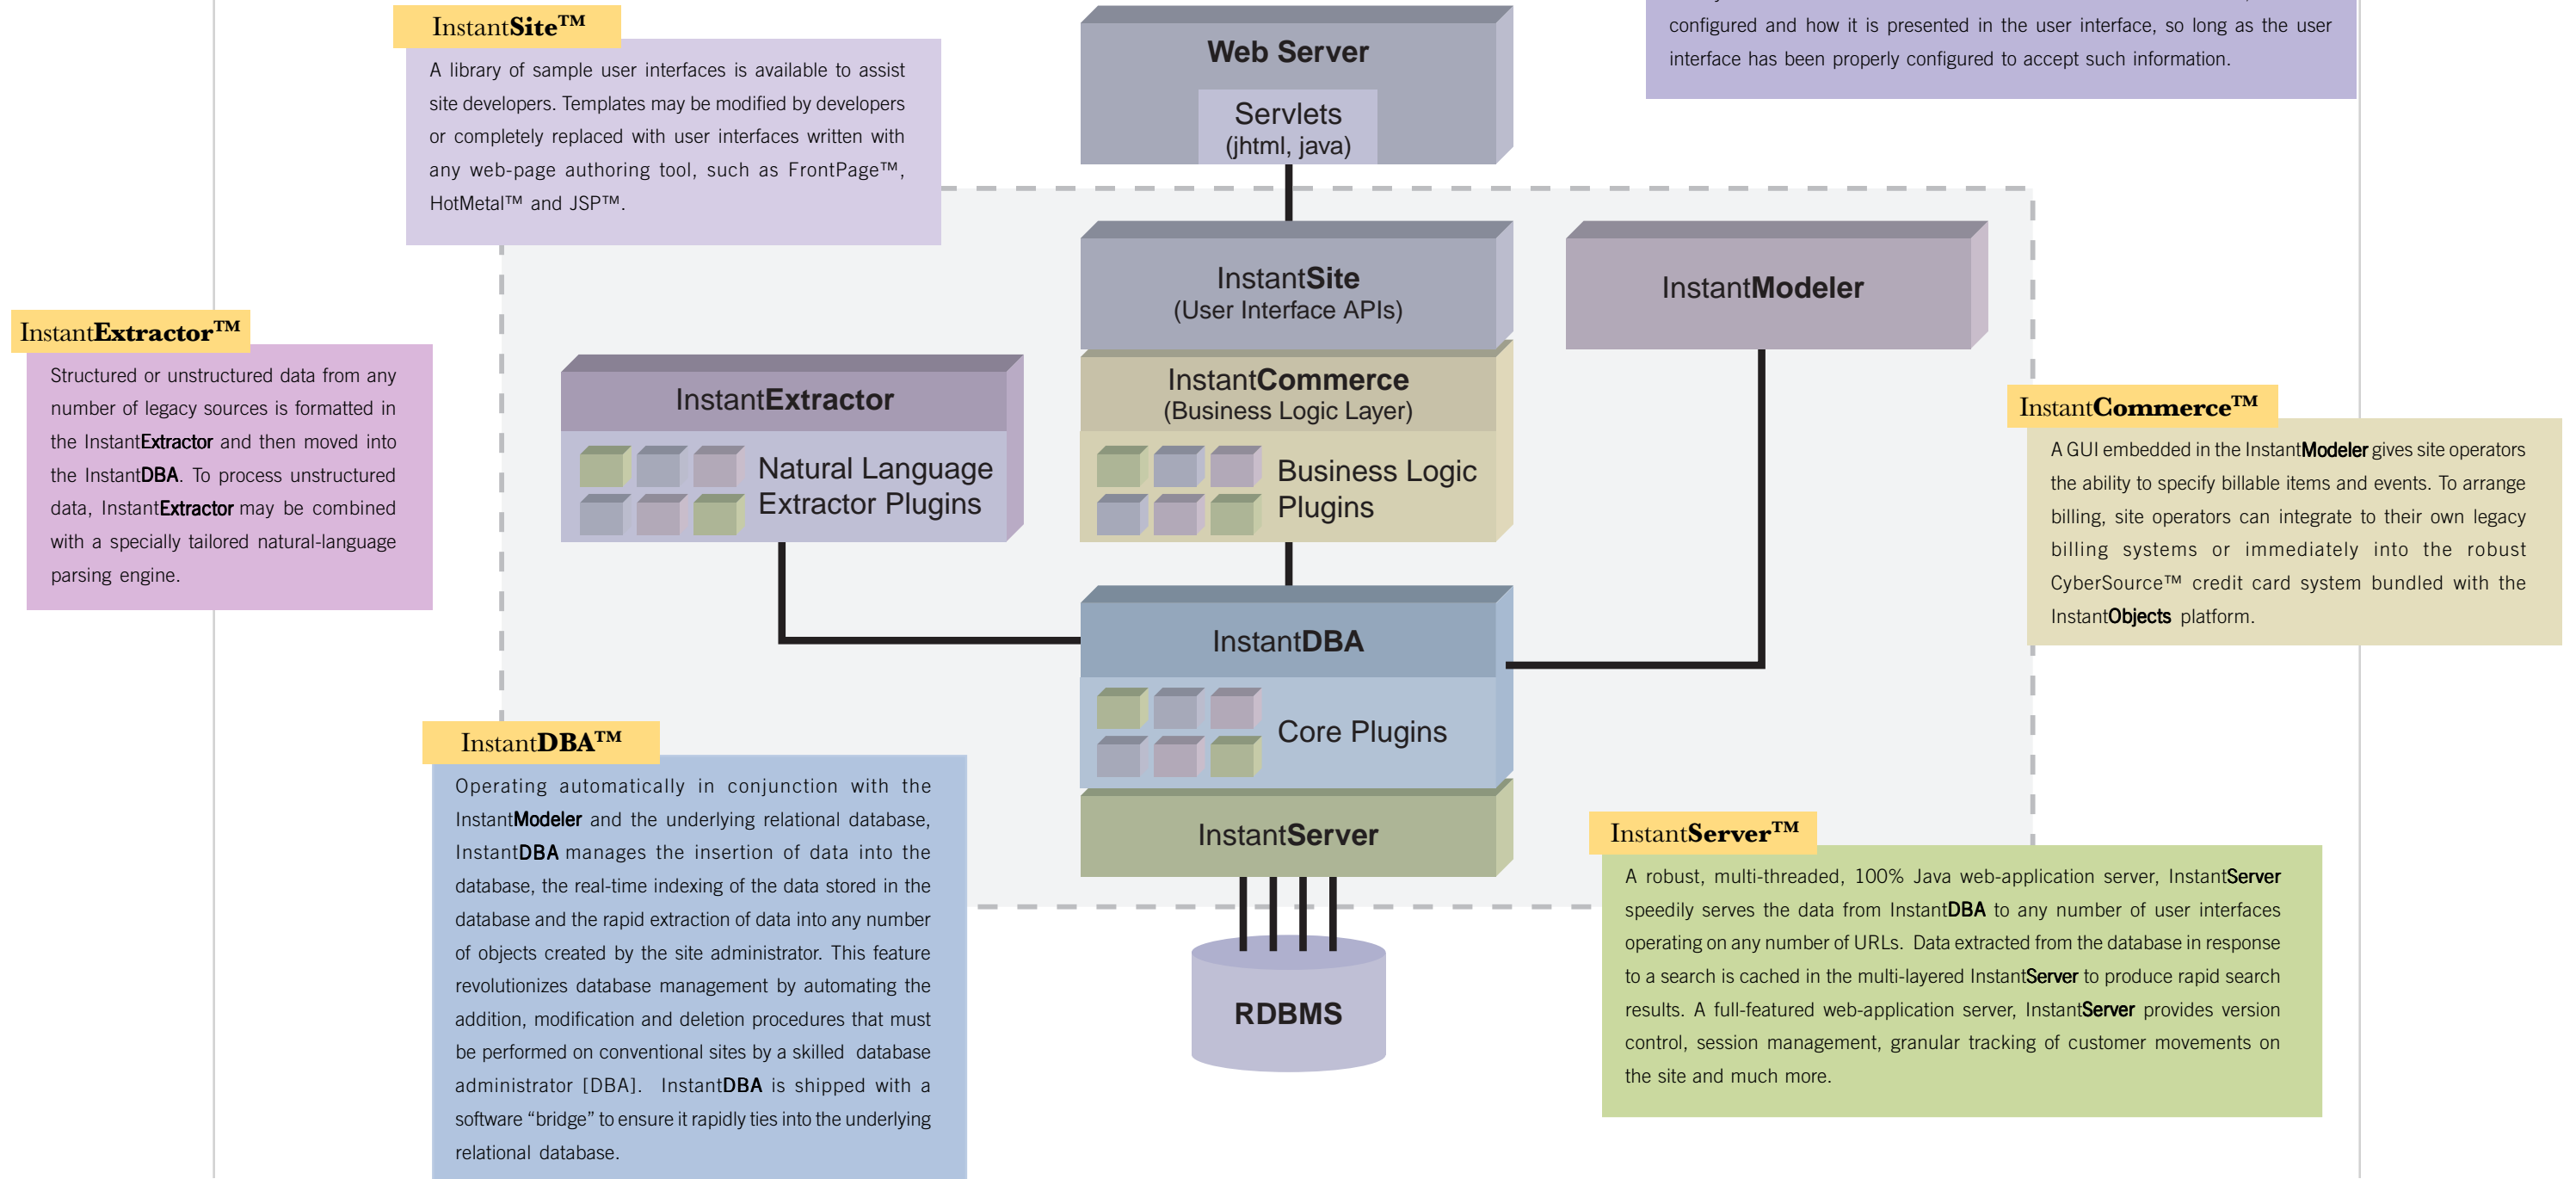 InstantSite™
A library of sample user interfaces is available to assist
site developers. Templates may be modified by developers
or completely replaced with user interfaces written with
any web-page authoring tool, such as FrontPage™,
HotMetal™ and JSP™.
configured and how it is presented in the user interface, so long as the user
interface has been properly configured to accept such information.
Web Server
Servlets
(jhtml, java)
InstantSite
(User Interface APIs)
InstantModeler
InstantExtractor™
Structured or unstructured data from any
number of legacy sources is formatted in
the InstantExtractor and then moved into
the InstantDBA. To process unstructured
data, InstantExtractor may be combined
with a specially tailored natural-language
parsing engine.
InstantExtractor
Natural Language
Extractor Plugins
InstantCommerce
(Business Logic Layer)
Business Logic
Plugins
InstantCommerce™
A GUI embedded in the InstantModeler gives site operators
the ability to specify billable items and events. To arrange
billing, site operators can integrate to their own legacy
billing systems or immediately into the robust
CyberSource™ credit card system bundled with the
InstantObjects platform.
InstantDBA
Core Plugins
InstantServer
RDBMS
InstantDBA™
Operating automatically in conjunction with the
InstantModeler and the underlying relational database,
InstantDBA manages the insertion of data into the
database, the real-time indexing of the data stored in the
database and the rapid extraction of data into any number
of objects created by the site administrator. This feature
revolutionizes database management by automating the
addition, modification and deletion procedures that must
be performed on conventional sites by a skilled database
administrator [DBA]. InstantDBA is shipped with a
software “bridge” to ensure it rapidly ties into the underlying
relational database.
InstantServer™
A robust, multi-threaded, 100% Java web-application server, InstantServer
speedily serves the data from InstantDBA to any number of user interfaces
operating on any number of URLs. Data extracted from the database in response
to a search is cached in the multi-layered InstantServer to produce rapid search
results. A full-featured web-application server, InstantServer provides version
control, session management, granular tracking of customer movements on
the site and much more.